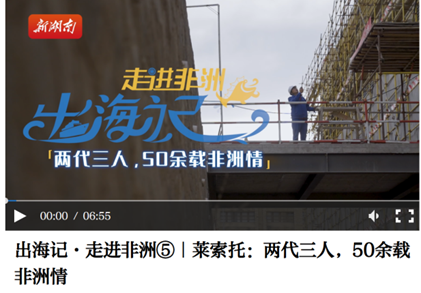 新湖南
走进非洲
出海记
「两代三人，50余载非洲情」
00:00 / 06:55
出海记·走进非洲⑤｜莱索托：两代三人，50余载
非洲情